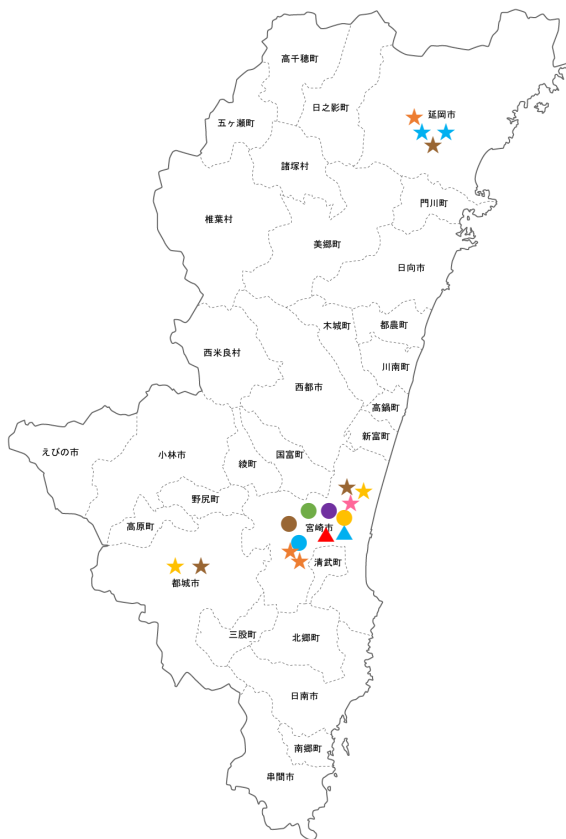 高千穂町
日之影町
延岡市
五ヶ瀬町
諸塚村
門川町
椎葉村
美郷町
日向市
木城町
都農町
西米良村
川南町
西都市
高鍋町
新富町
えびの市
小林市
国富町
綾町
野尻町
高原町
宮崎市
清武町
都城市
三股町
北郷町
日南市
南郷町
串間市